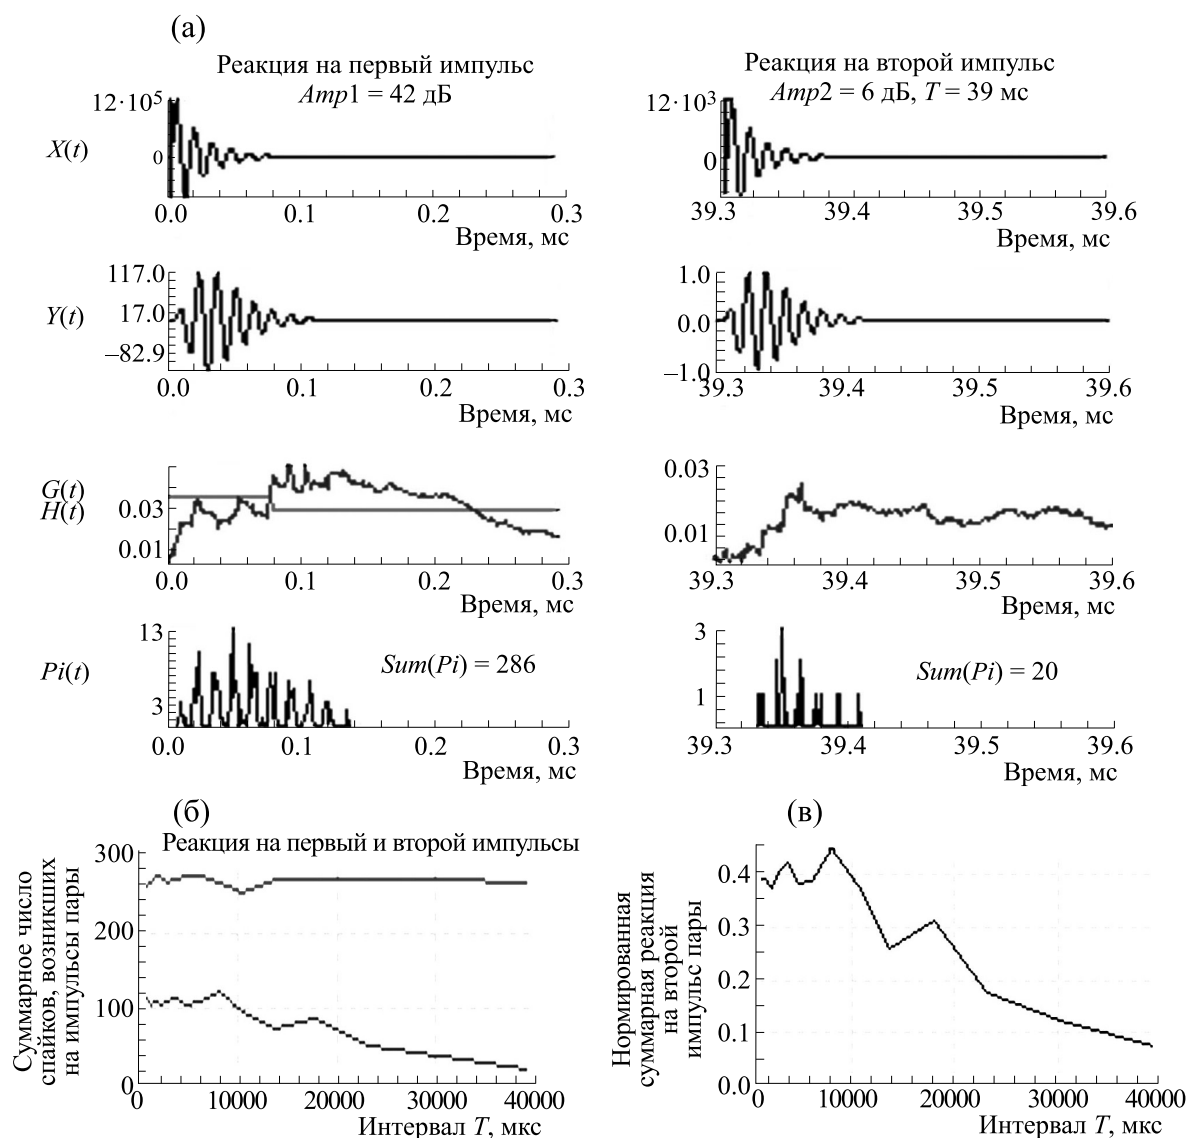 (а)
Реакция на первый импульс
Amp1 = 42 дБ
Реакция на второй импульс
Amp2 = 6 дБ, T = 39 мс
X(t)
12·10⁵
0
0.0 0.1 0.2 0.3
Время, мс
12·10³
0
39.3 39.4 39.5 39.6
Время, мс
Y(t)
117.0
17.0
–82.9
0.0 0.1 0.2 0.3
Время, мс
1.0
0.0
–1.0
39.3 39.4 39.5 39.6
Время, мс
G(t)
H(t)
0.03
0.01
0.0 0.1 0.2 0.3
Время, мс
0.03
0.01
39.3 39.4 39.5 39.6
Время, мс
Pi(t)
13
3
Sum(Pi) = 286
0.0 0.1 0.2 0.3
Время, мс
3
1
Sum(Pi) = 20
39.3 39.4 39.5 39.6
Время, мс
(б)
Реакция на первый и второй импульсы
Суммарное число
спайков, возникших
на импульсы пары
300
200
100
0
0 10000 20000 30000 40000
Интервал T, мкс
(в)
Нормированная
суммарная реакция
на второй
импульс пары
0.4
0.3
0.2
0.1
0.0
0 10000 20000 30000 40000
Интервал T, мкс